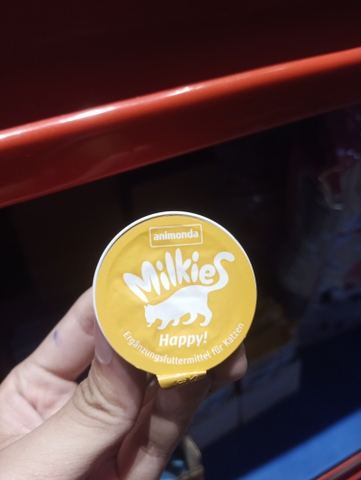 animonda
Milkies
Happy!
Ergänzungsfuttermittel für Katzen